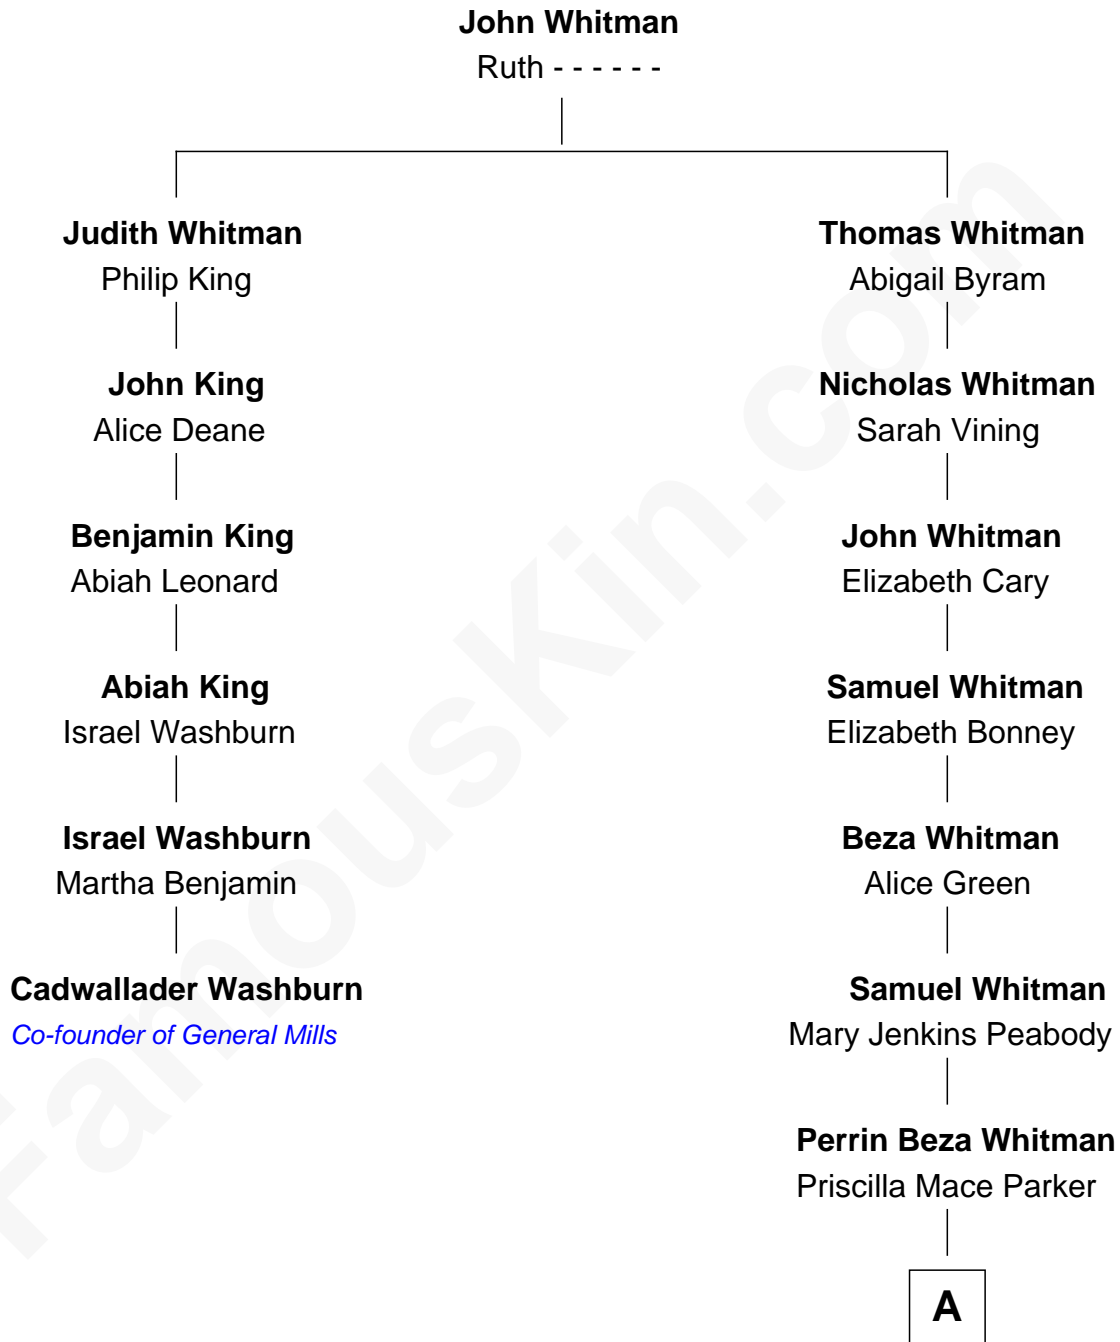 John Whitman
Ruth - - - - - -
Judith Whitman
Philip King
Thomas Whitman
Abigail Byram
John King
Alice Deane
Nicholas Whitman
Sarah Vining
Benjamin King
Abiah Leonard
John Whitman
Elizabeth Cary
Abiah King
Israel Washburn
Samuel Whitman
Elizabeth Bonney
Israel Washburn
Martha Benjamin
Beza Whitman
Alice Green
Cadwallader Washburn
Co-founder of General Mills
Samuel Whitman
Mary Jenkins Peabody
Perrin Beza Whitman
Priscilla Mace Parker
A
FamousKin.com